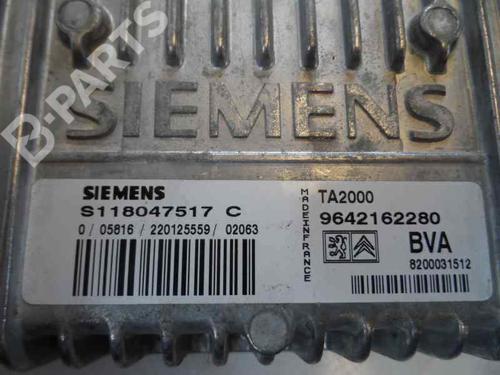 B-PARTS
SIEMENS
SIEMENS
S118047517 C
0 / 05816 / 220125559 / 02063
MADE IN FRANCE
TA2000
9642162280
BVA
8200031512